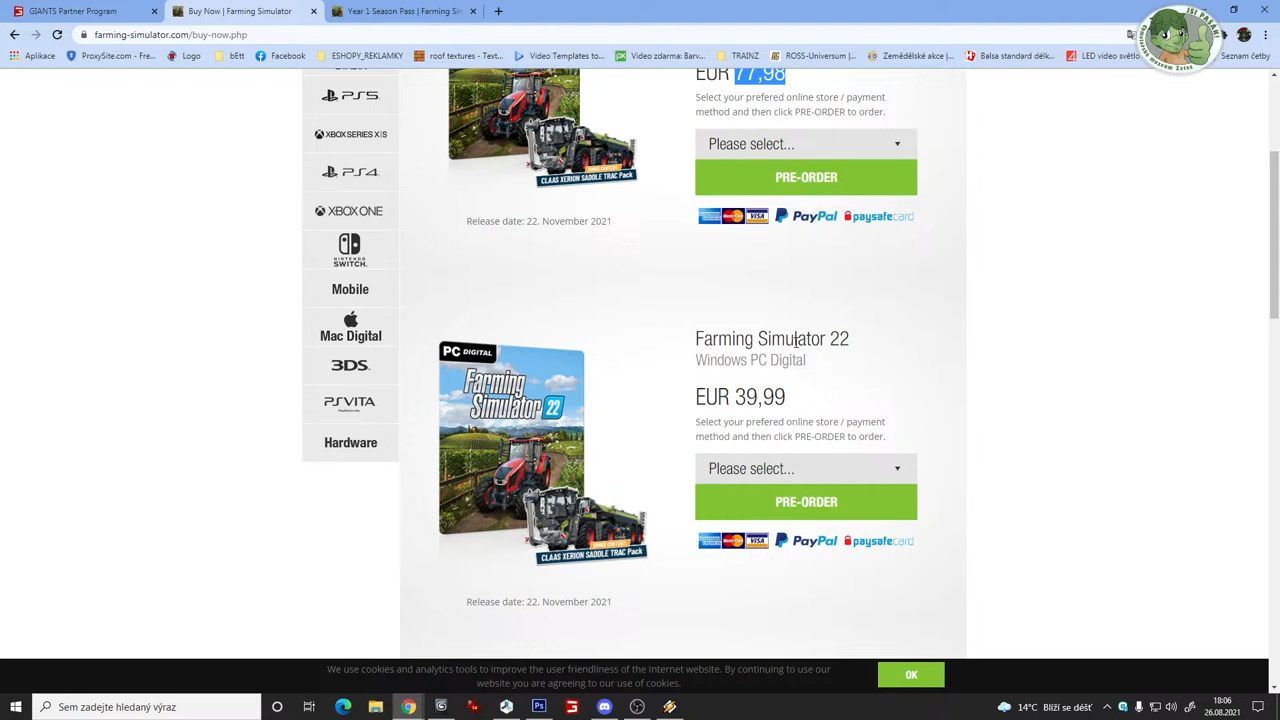 GIANTS Partner Program
Buy Now | Farming Simulator
Year 1 Season Pass
farming-simulator.com/buy-now.php
Aplikace
ProxySite.com - Fre...
Logo
bEtt
Facebook
ESHOPY_REKLAMKY
roof textures - Text...
Video Templates to...
Video zdarma: Barv...
TRAINZ
ROSS-Universum |...
Zemědělské akce |...
Balsa standard délk...
LED video světlo
Seznam četby
EUR 77,98
Select your prefered online store / payment
method and then click PRE-ORDER to order.
Please select...
PRE-ORDER
VISA
PayPal
paysafecard
CLAAS XERION SADDLE TRAC Pack
Release date: 22. November 2021
PS5
XBOX SERIES X|S
PS4
XBOX ONE
NINTENDO
SWITCH
Mobile
Mac Digital
3DS
PSVITA
Hardware
Farming Simulator 22
Windows PC Digital
EUR 39,99
Select your prefered online store / payment
method and then click PRE-ORDER to order.
Please select...
PRE-ORDER
VISA
PayPal
paysafecard
PC DIGITAL
Farming
Simulator 22
CLAAS XERION SADDLE TRAC Pack
Release date: 22. November 2021
We use cookies and analytics tools to improve the user friendliness of the Internet website. By continuing to use our
website you are agreeing to our use of cookies.
OK
Sem zadejte hledaný výraz
14°C Blíží se déšť
18:06
26.08.2021